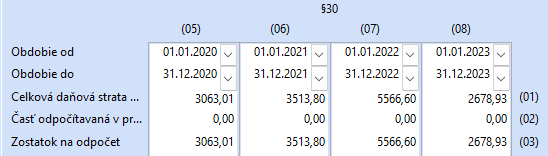 §30
(05) (06) (07) (08)
Obdobie od 01.01.2020 01.01.2021 01.01.2022 01.01.2023
Obdobie do 31.12.2020 31.12.2021 31.12.2022 31.12.2023
Celková daňová strata ... 3063,01 3513,80 5566,60 2678,93 (01)
Časť odpočítavaná v pr... 0,00 0,00 0,00 0,00 (02)
Zostatok na odpočet 3063,01 3513,80 5566,60 2678,93 (03)